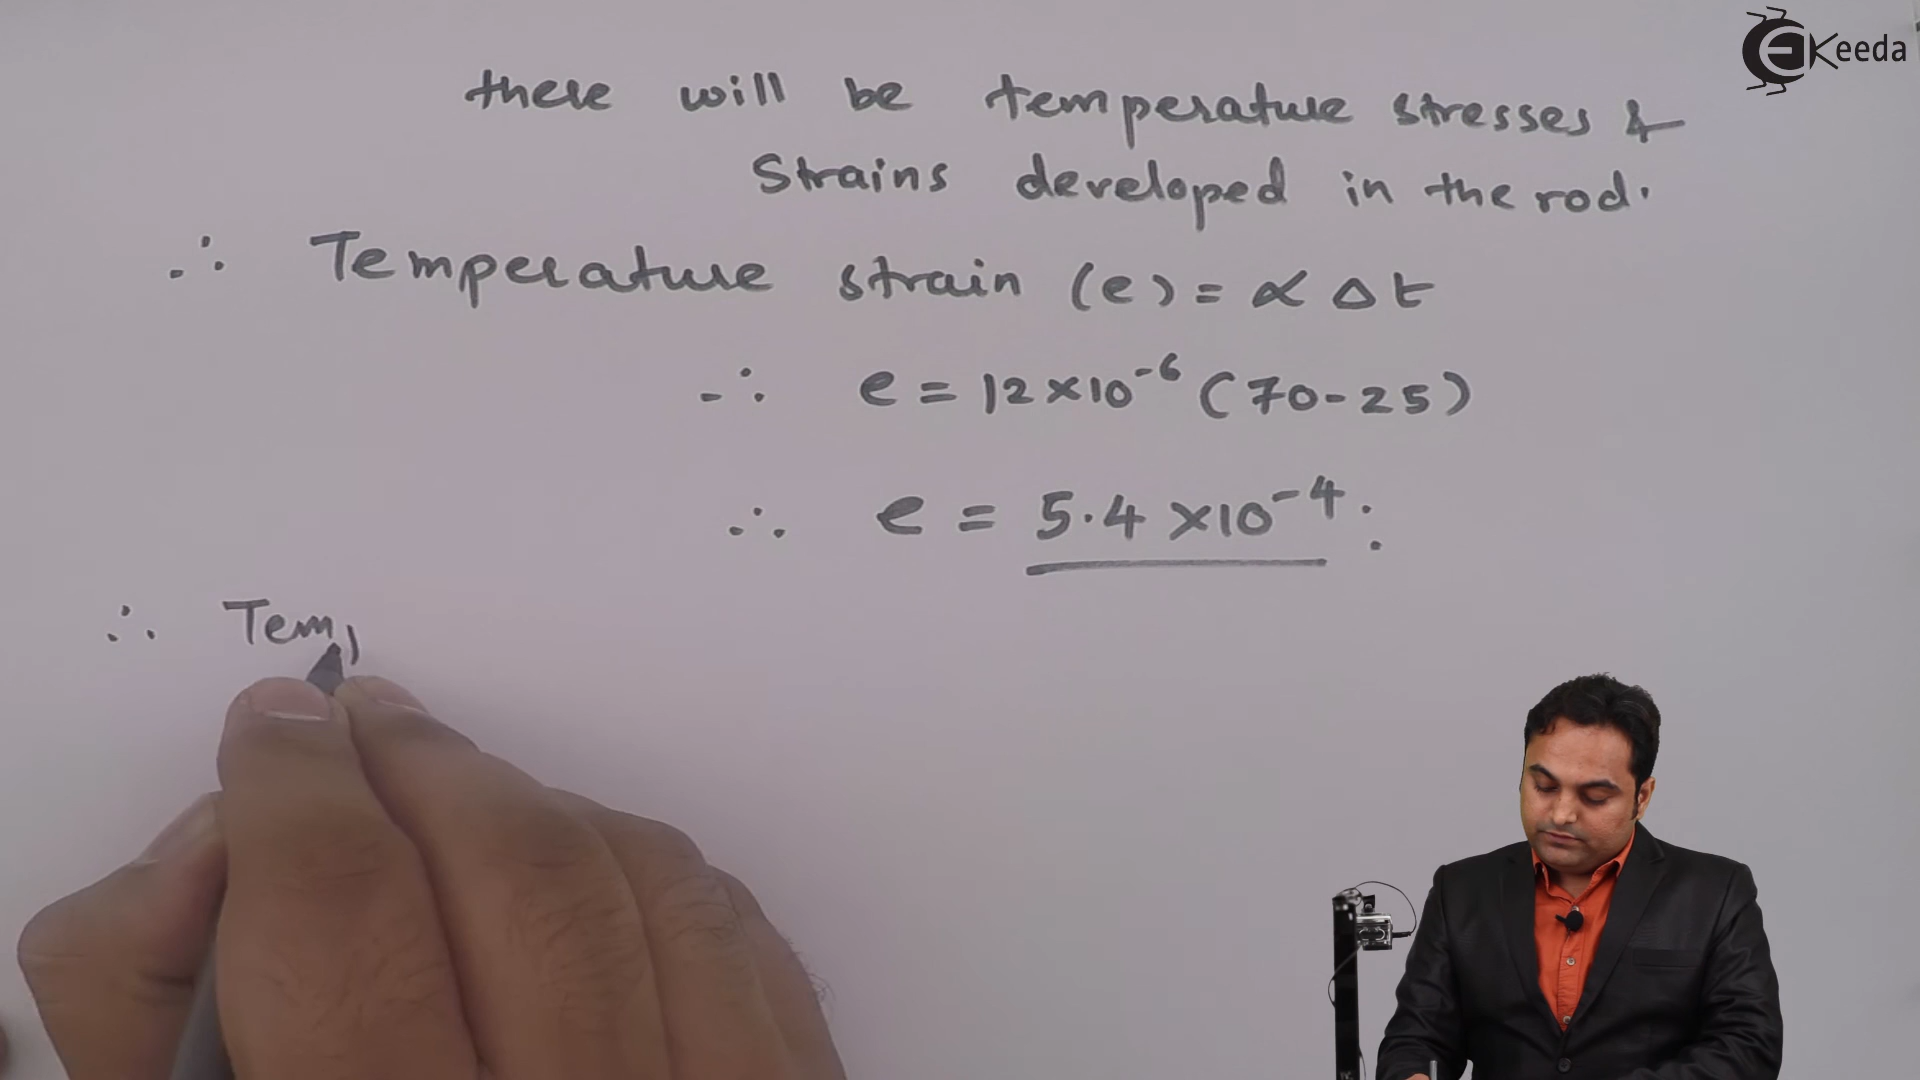 EKeeda
there will be temperature stresses &
Strains developed in the rod.
∴ Temperature strain (e) = α Δt
∴ e = 12×10⁻⁶ (70-25)
∴ e = 5.4 ×10⁻⁴ :
∴ Tem